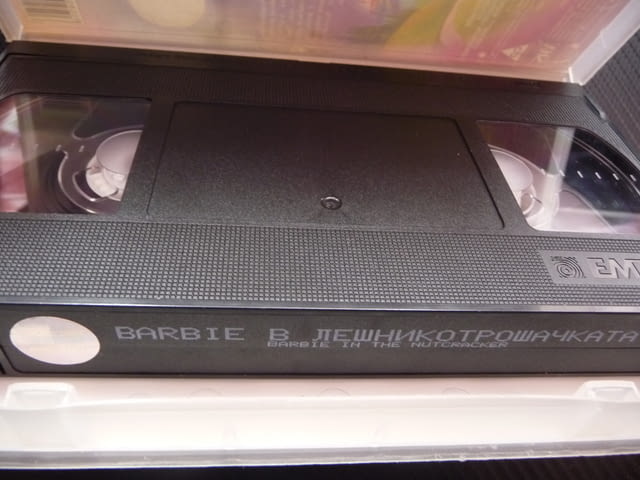 BARBIE В ЛЕШНИКОТРОШАЧКАТА
BARBIE IN THE NUTCRACKER